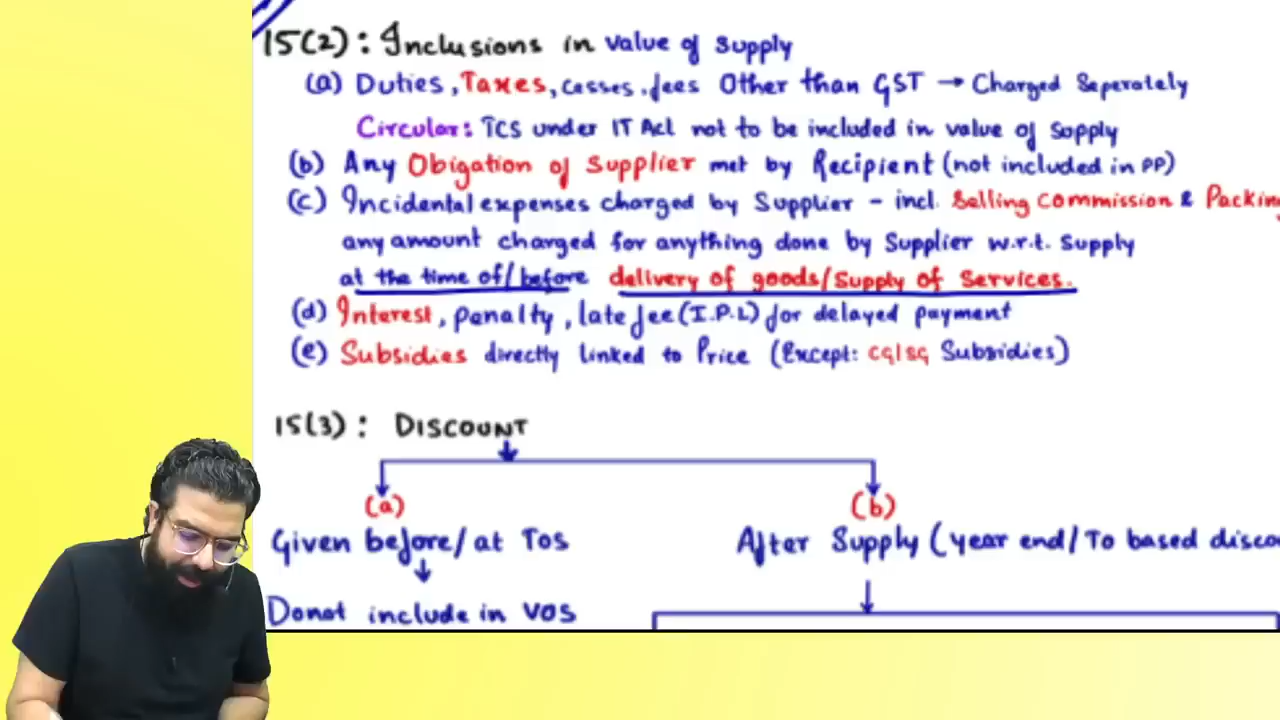 15(2) : Inclusions in value of supply
(a) Duties, Taxes, cesses, fees Other than GST → Charged Seperately
Circular: TCS under IT Act not to be included in value of Supply
(b) Any Obigation of Supplier met by Recipient (not included in PP)
(c) Incidental expenses charged by Supplier - incl. Selling Commission & Packing
any amount charged for anything done by Supplier w.r.t. Supply
at the time of/before delivery of goods/Supply of Services.
(d) Interest, Penalty, late fee (I.P.L) for delayed payment
(e) Subsidies directly linked to Price (Except: CG/SG Subsidies)
15(3) : DISCOUNT
(a) (b)
Given before/at TOS After Supply (year end/TO based disco
Donot include in VOS